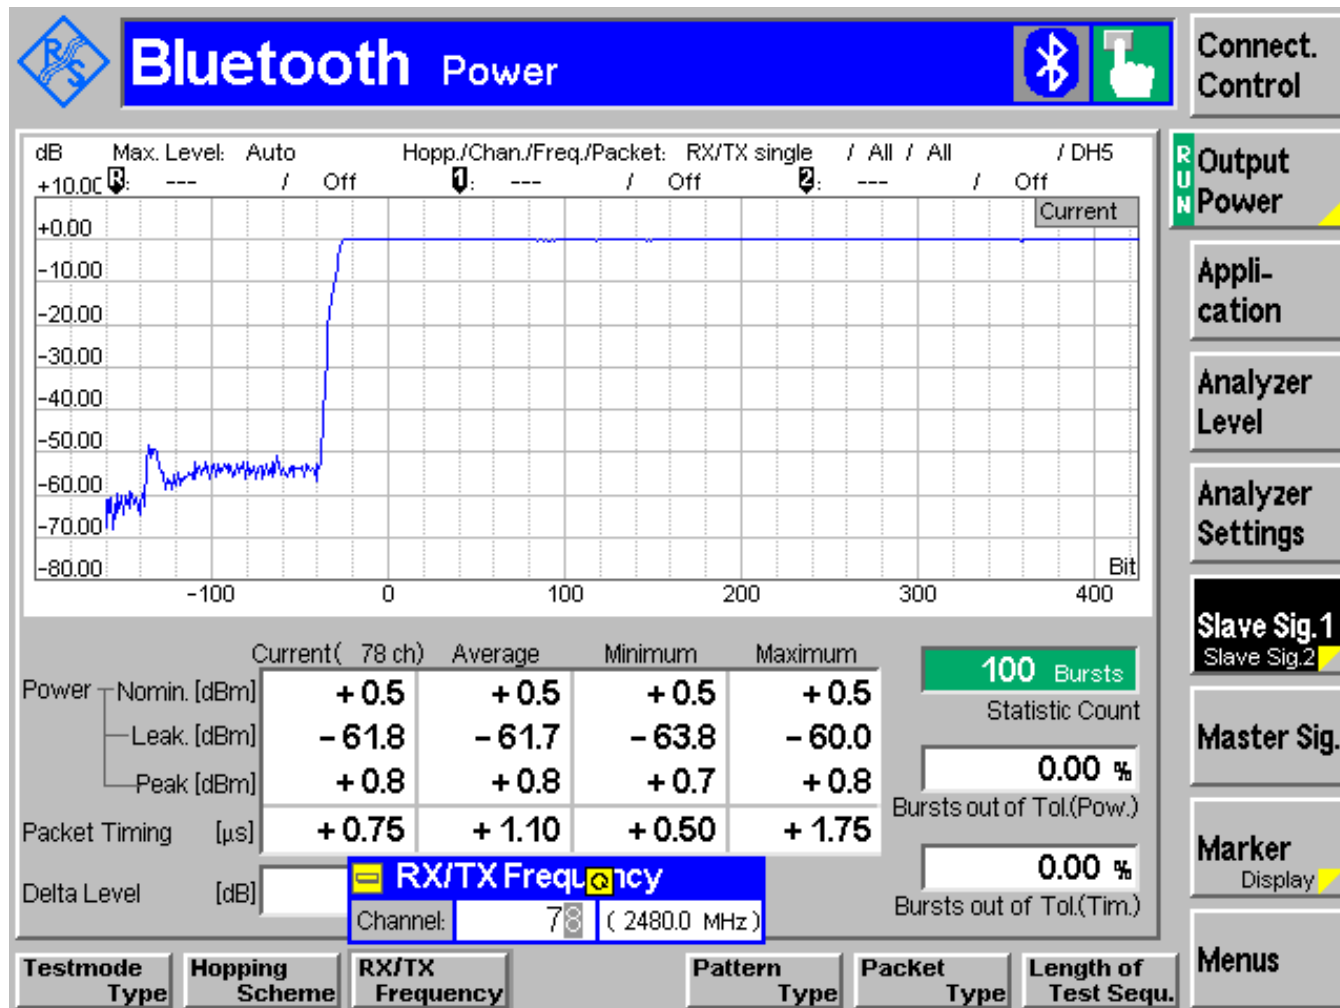 R S
Bluetooth Power
Connect. Control
dB Max. Level: Auto Hopp./Chan./Freq./Packet: RX/TX single / All / All / DH5
+10.00 R: --- / Off 1: --- / Off 2: --- / Off
Current
+0.00
-10.00
-20.00
-30.00
-40.00
-50.00
-60.00
-70.00
-80.00
Bit
-100 0 100 200 300 400
RUN
Output Power
Appli-
cation
Analyzer
Level
Analyzer
Settings
Slave Sig.1
Slave Sig.2
Master Sig.
Marker
Display
Menus
Current( 78 ch) Average Minimum Maximum
Power Nomin. [dBm] +0.5 +0.5 +0.5 +0.5
Leak. [dBm] -61.8 -61.7 -63.8 -60.0
Peak [dBm] +0.8 +0.8 +0.7 +0.8
Packet Timing [µs] +0.75 +1.10 +0.50 +1.75
Delta Level [dB]
100 Bursts
Statistic Count
0.00 %
Bursts out of Tol.(Pow.)
0.00 %
Bursts out of Tol.(Tim.)
RX/TX Frequency
Channel: 78 ( 2480.0 MHz )
Testmode Type
Hopping Scheme
RX/TX Frequency
Pattern Type
Packet Type
Length of Test Sequ.